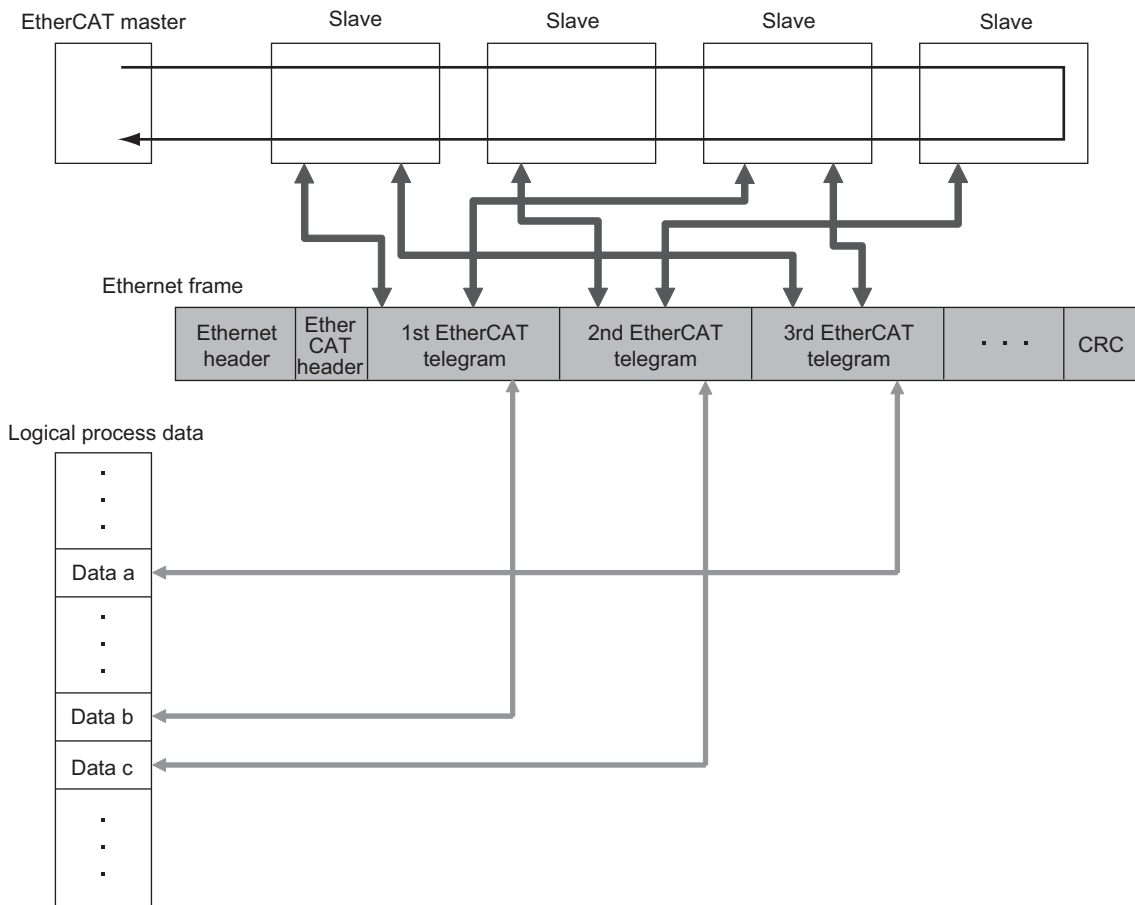 EtherCAT master
Slave
Slave
Slave
Slave
Ethernet frame
Ethernet
header
Ether
CAT
header
1st EtherCAT
telegram
2nd EtherCAT
telegram
3rd EtherCAT
telegram
· · ·
CRC
Logical process data
·
·
·
Data a
·
·
·
Data b
Data c
·
·
·